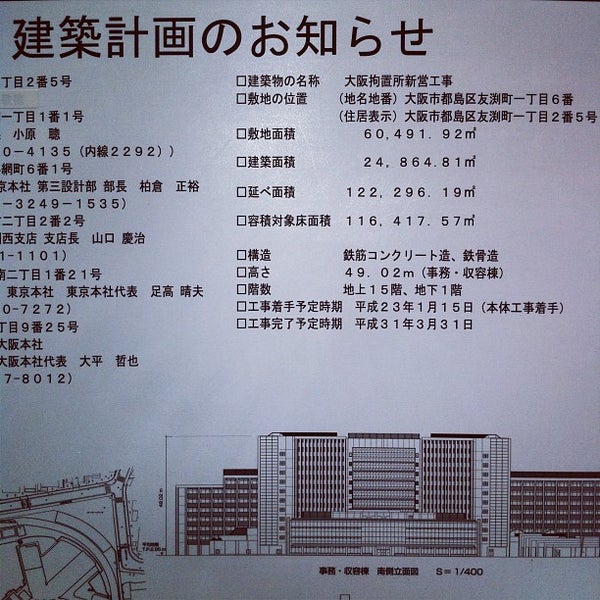 建築計画のお知らせ
丁目2番5号
一丁目1番1号
小原 聰
0-4135(内線2292))
網町6番1号
京本社 第三設計部 部長 柏倉 正裕
-3249-1535)
二丁目2番2号
西支店 支店長 山口 慶治
1-1101)
南二丁目1番21号
東京本社 東京本社代表 足高 晴夫
0-7272)
丁目9番25号
大阪本社
大阪本社代表 大平 哲也
7-8012)
□建築物の名称 大阪拘置所新営工事
□敷地の位置 (地名地番)大阪市都島区友渕町一丁目6番
(住居表示)大阪市都島区友渕町一丁目2番5号
□敷地面積 60,491.92㎡
□建築面積 24,864.81㎡
□延べ面積 122,296.19㎡
□容積対象床面積 116,417.57㎡
□構造 鉄筋コンクリート造、鉄骨造
□高さ 49.02m(事務・収容棟)
□階数 地上15階、地下1階
□工事着手予定時期 平成23年1月15日(本体工事着手)
□工事完了予定時期 平成31年3月31日
49.02m
事務・収容棟 南側立面図 S=1/400